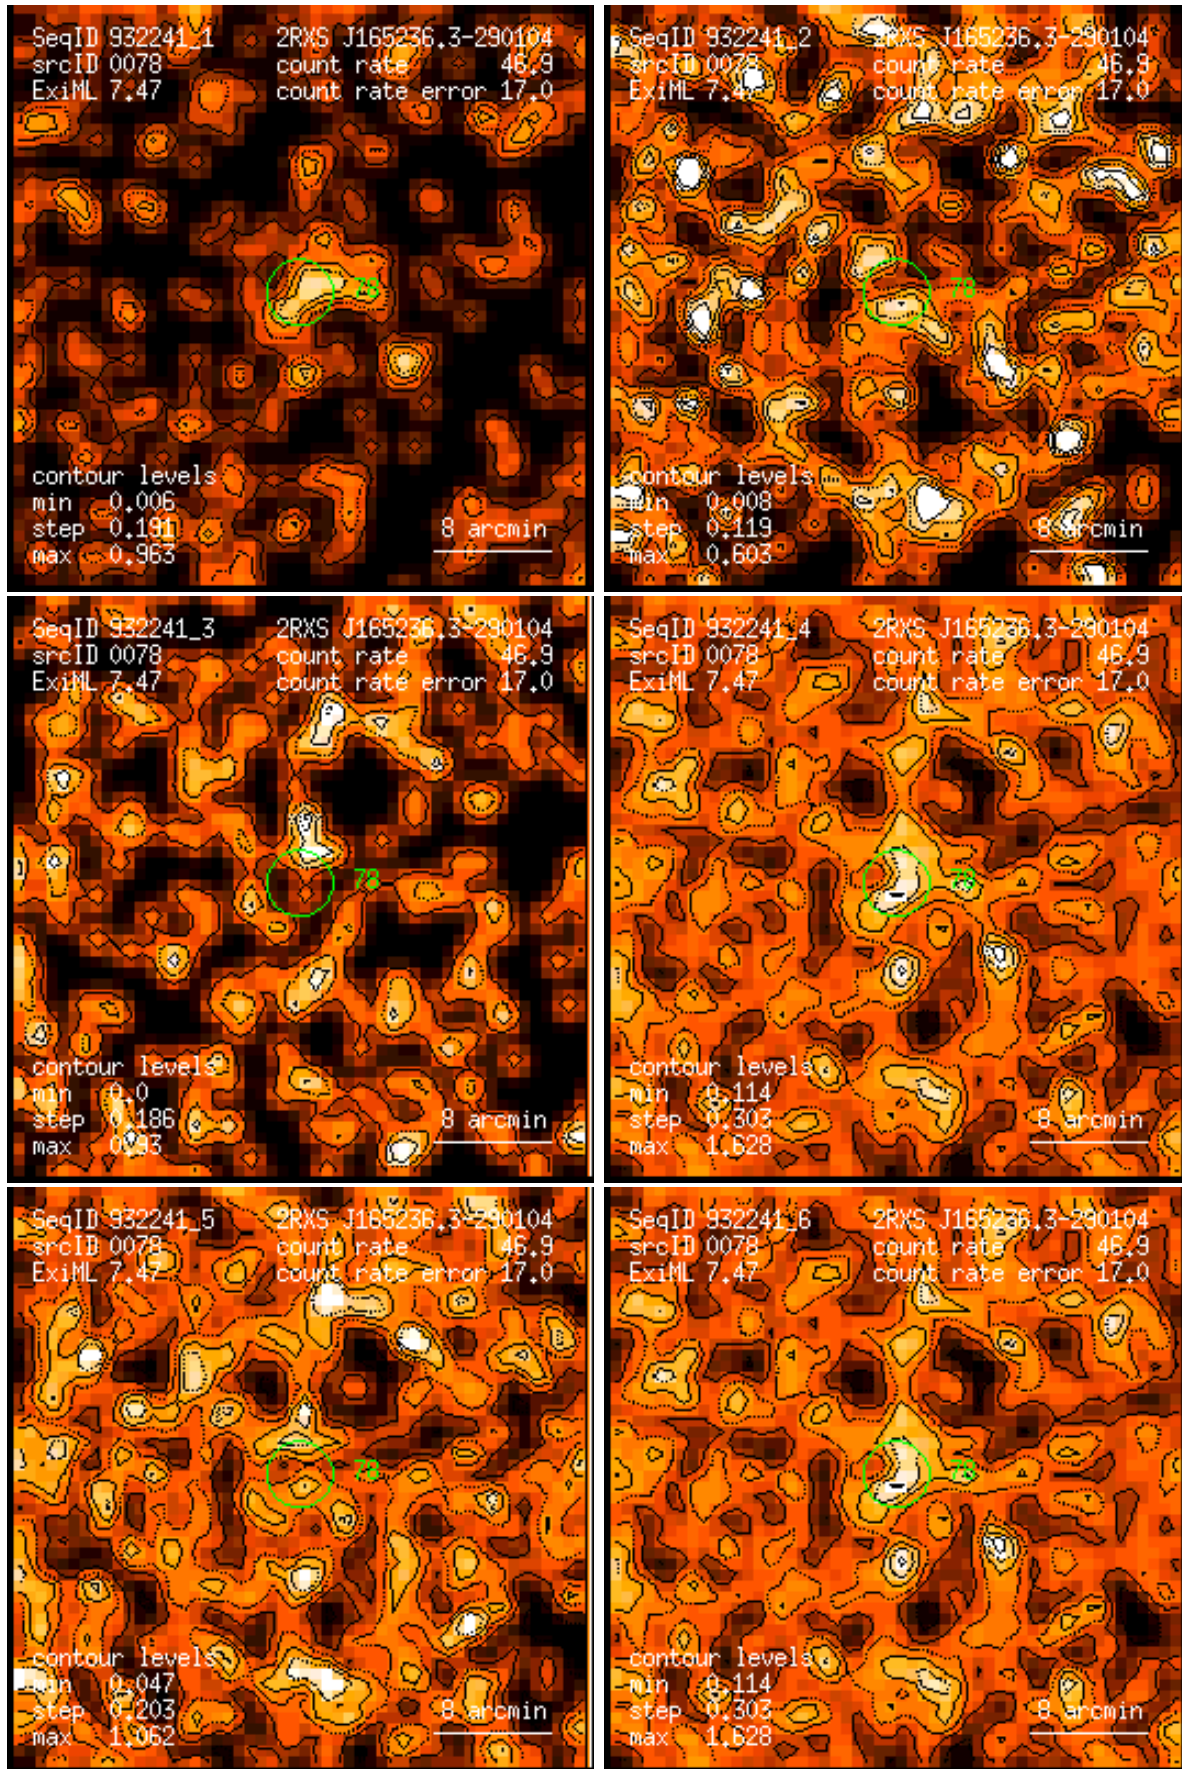 SeqID 932241_1 2RXS J165236.3-290104
srcID 0078 count rate 46.9
ExiML 7.47 count rate error 17.0
78
contour levels
min 0.006
step 0.191
max 0.963
8 arcmin
SeqID 932241_2 2RXS J165236.3-290104
srcID 0078 count rate 46.9
ExiML 7.47 count rate error 17.0
78
contour levels
min 0.008
step 0.119
max 0.603
8 arcmin
SeqID 932241_3 2RXS J165236.3-290104
srcID 0078 count rate 46.9
ExiML 7.47 count rate error 17.0
78
contour levels
min 0.0
step 0.186
max 0.93
8 arcmin
SeqID 932241_4 2RXS J165236.3-290104
srcID 0078 count rate 46.9
ExiML 7.47 count rate error 17.0
78
contour levels
min 0.114
step 0.303
max 1.628
8 arcmin
SeqID 932241_5 2RXS J165236.3-290104
srcID 0078 count rate 46.9
ExiML 7.47 count rate error 17.0
78
contour levels
min 0.047
step 0.203
max 1.062
8 arcmin
SeqID 932241_6 2RXS J165236.3-290104
srcID 0078 count rate 46.9
ExiML 7.47 count rate error 17.0
78
contour levels
min 0.114
step 0.303
max 1.628
8 arcmin